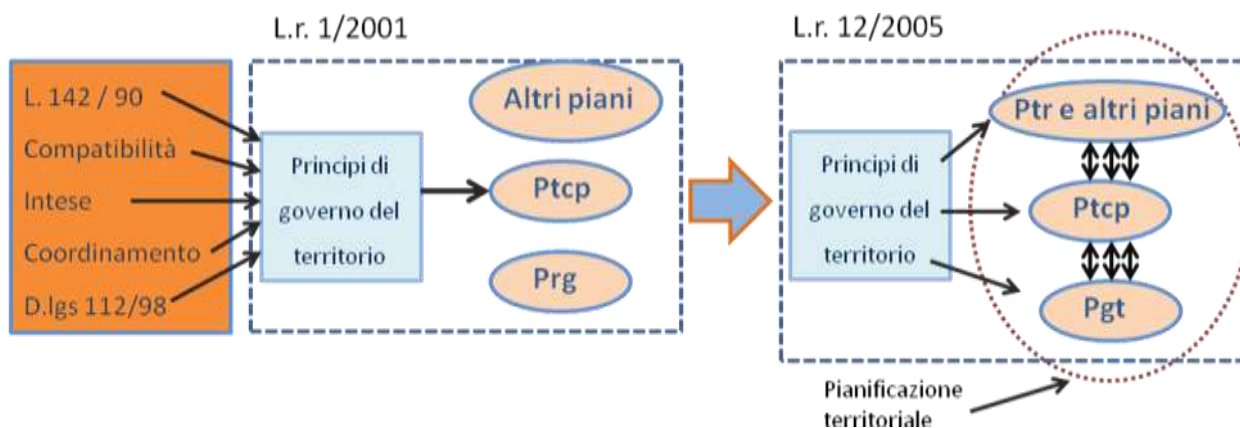 L.r. 1/2001
L.r. 12/2005
L. 142 / 90
Compatibilità
Intese
Coordinamento
D.lgs 112/98
Principi di
governo del
territorio
Altri piani
Ptcp
Prg
Principi di
governo del
territorio
Ptr e altri piani
Ptcp
Pgt
Pianificazione
territoriale